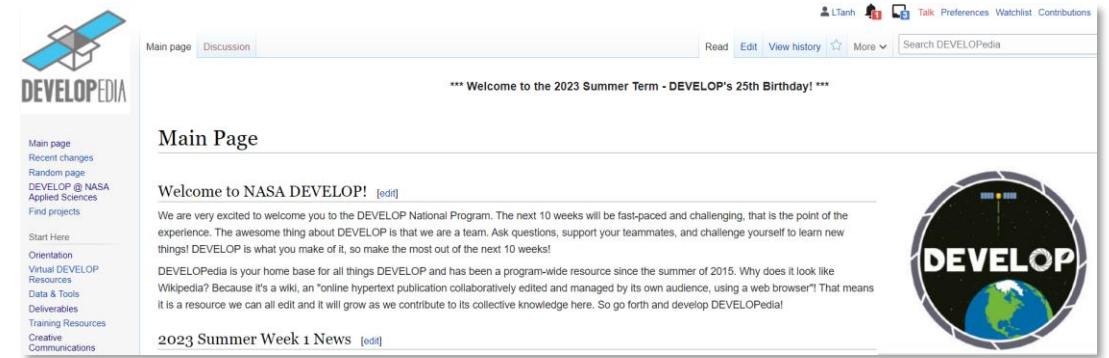 LTanh 1 3 Talk Preferences Watchlist Contributions
DEVELOPEDIA
Main page Discussion
Read Edit View history More Search DEVELOPedia
*** Welcome to the 2023 Summer Term - DEVELOP's 25th Birthday! ***
Main Page
Main page
Recent changes
Random page
DEVELOP @ NASA
Applied Sciences
Find projects
Start Here
Orientation
Virtual DEVELOP
Resources
Data & Tools
Deliverables
Training Resources
Creative
Communications
Welcome to NASA DEVELOP! [edit]
We are very excited to welcome you to the DEVELOP National Program. The next 10 weeks will be fast-paced and challenging, that is the point of the
experience. The awesome thing about DEVELOP is that we are a team. Ask questions, support your teammates, and challenge yourself to learn new
things! DEVELOP is what you make of it, so make the most out of the next 10 weeks!
DEVELOPedia is your home base for all things DEVELOP and has been a program-wide resource since the summer of 2015. Why does it look like
Wikipedia? Because it's a wiki, an "online hypertext publication collaboratively edited and managed by its own audience, using a web browser"! That means
it is a resource we can all edit and it will grow as we contribute to its collective knowledge here. So go forth and develop DEVELOPedia!
2023 Summer Week 1 News [edit]
DEVELOP